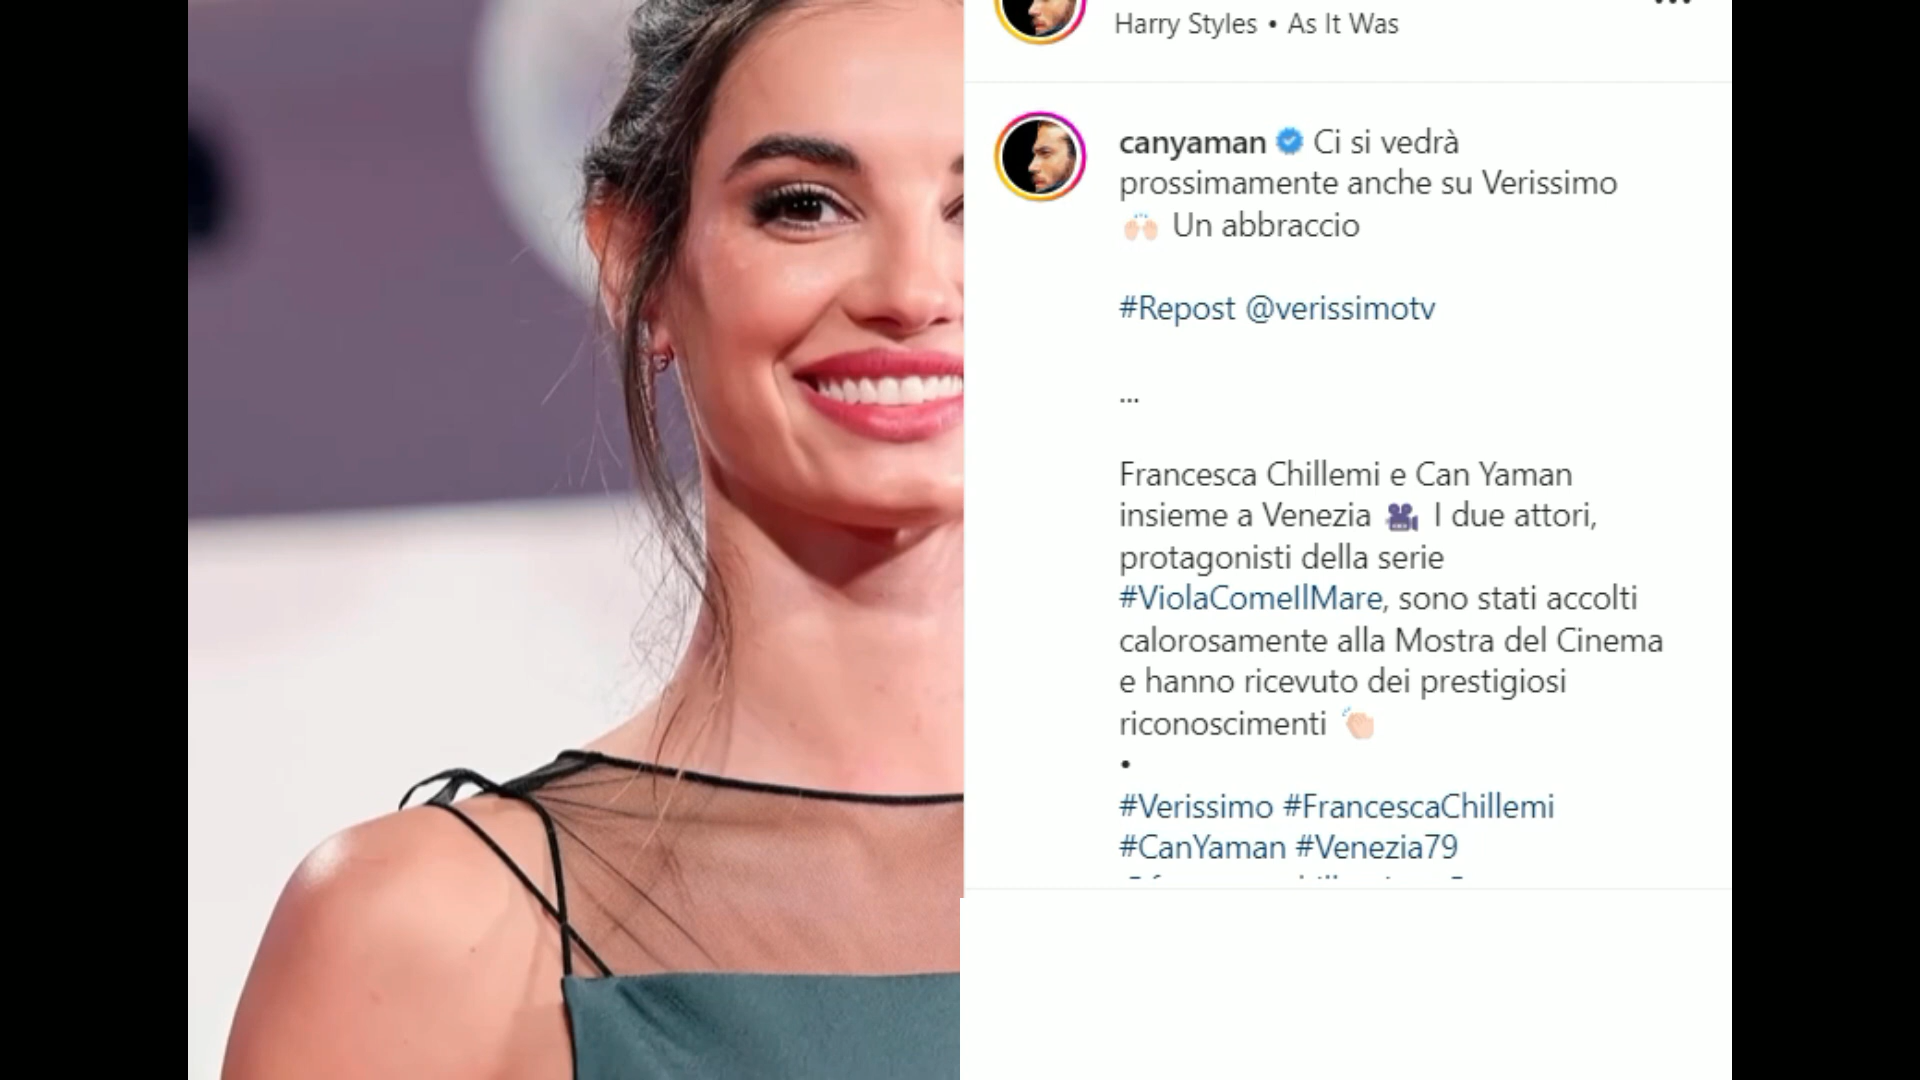 Harry Styles • As It Was
canyaman Ci si vedrà
prossimamente anche su Verissimo
🙌🏻 Un abbraccio
#Repost @verissimotv
...
Francesca Chillemi e Can Yaman
insieme a Venezia 🎥 I due attori,
protagonisti della serie
#ViolaComeIlMare, sono stati accolti
calorosamente alla Mostra del Cinema
e hanno ricevuto dei prestigiosi
riconoscimenti 👏🏻
•
#Verissimo #FrancescaChillemi
#CanYaman #Venezia79